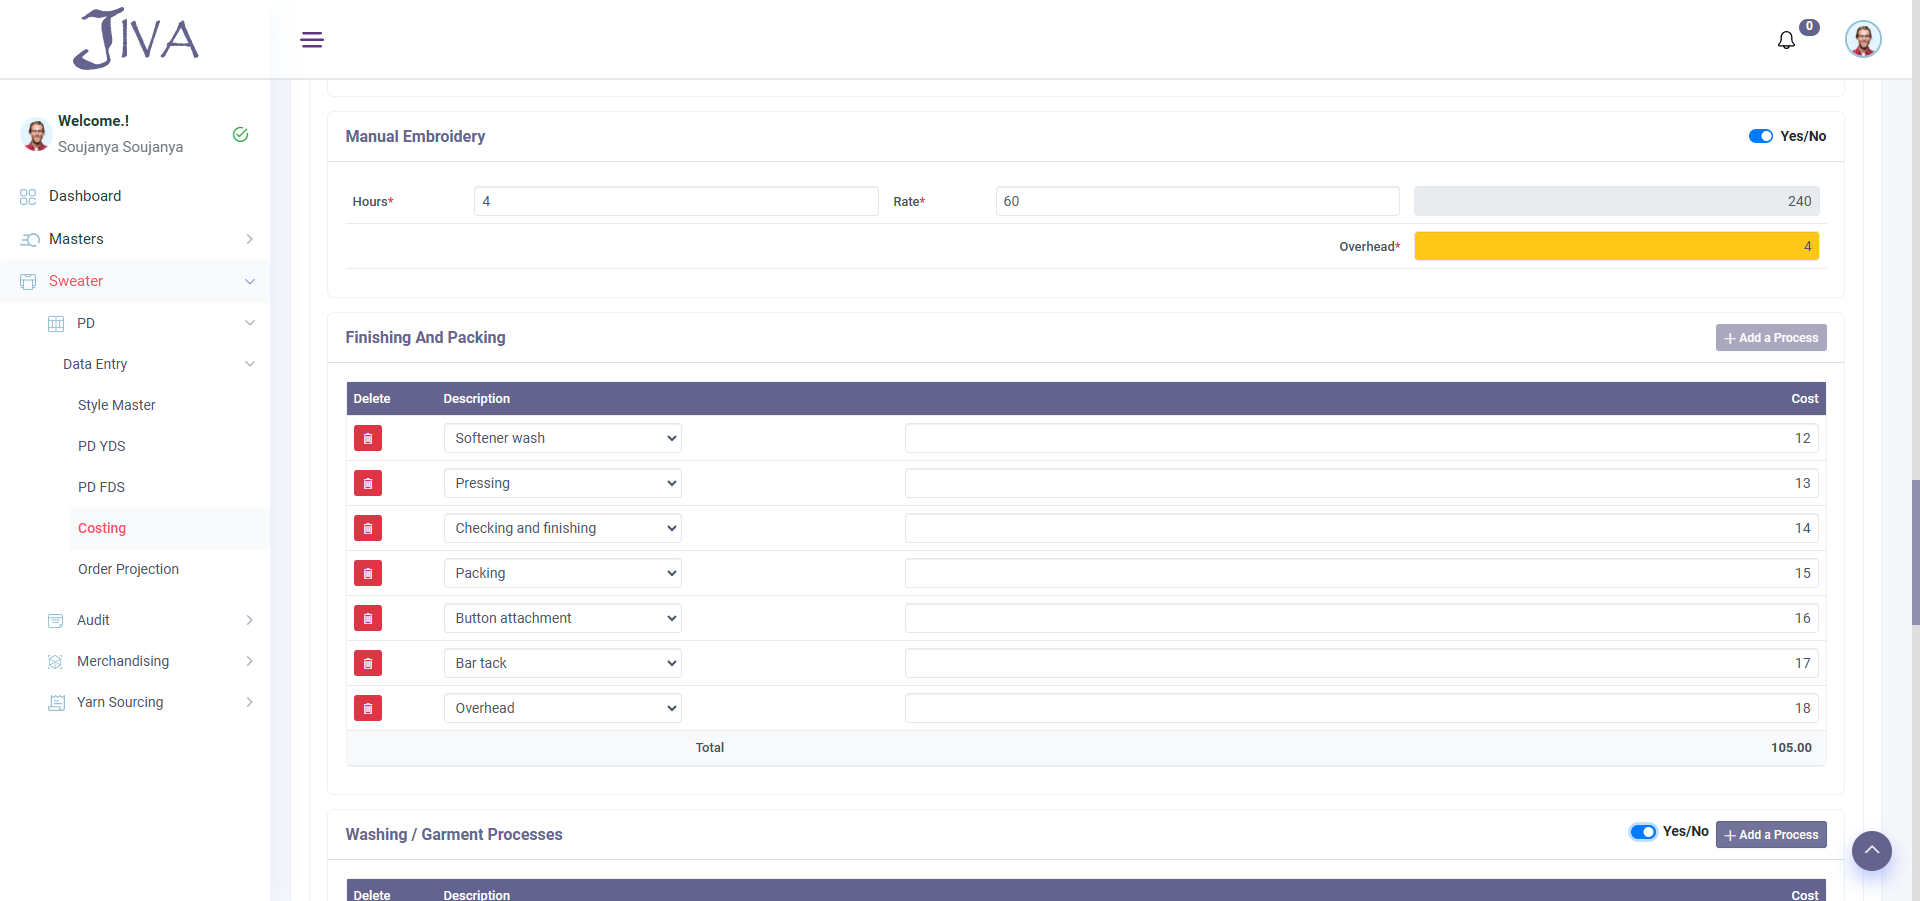 JIVA
0
Welcome.!
Soujanya Soujanya
Dashboard
Masters
Sweater
PD
Data Entry
Style Master
PD YDS
PD FDS
Costing
Order Projection
Audit
Merchandising
Yarn Sourcing
Manual Embroidery
Yes/No
Hours* 4 Rate* 60 240
Overhead* 4
Finishing And Packing
+ Add a Process
Delete Description Cost
Softener wash 12
Pressing 13
Checking and finishing 14
Packing 15
Button attachment 16
Bar tack 17
Overhead 18
Total 105.00
Washing / Garment Processes
Yes/No + Add a Process
Delete Description Cost